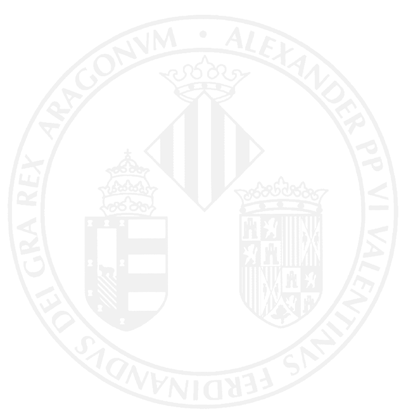 ALEXANDER PP VI VALENTINVS FERDINANDVS DEI GRA REX ARAGONVM